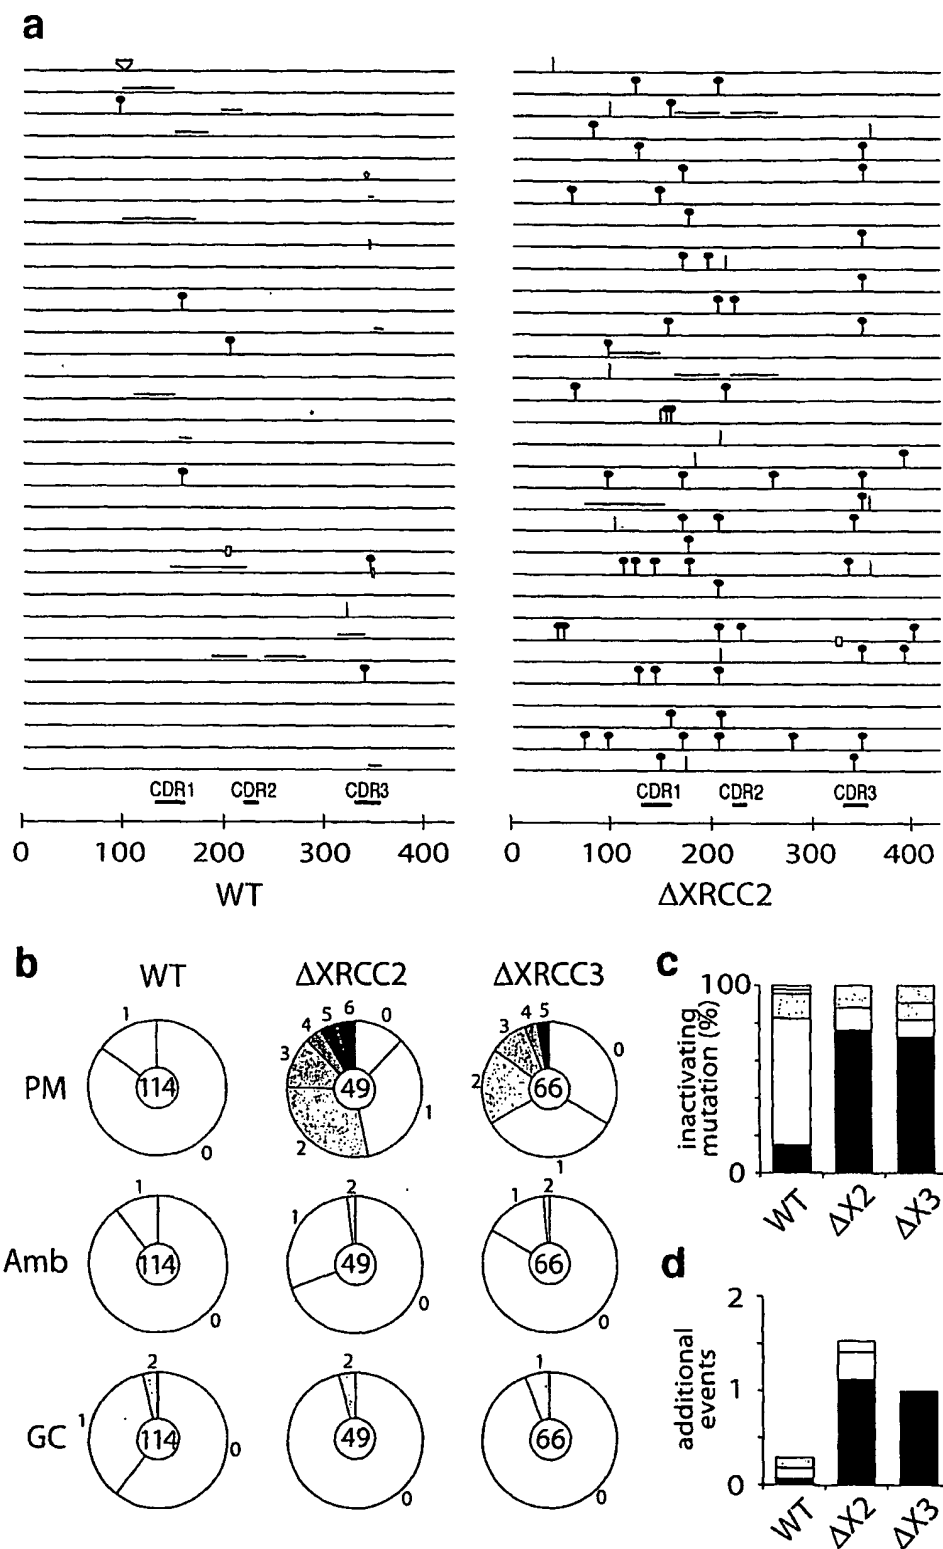 a
CDR1 CDR2 CDR3
0 100 200 300 400
WT
CDR1 CDR2 CDR3
0 100 200 300 400
ΔXRCC2
b
WT ΔXRCC2 ΔXRCC3
PM
1 114 0
0 1 2 3 4 5 6 49
0 1 2 3 4 5 66
Amb
1 114 0
2 1 49 0
1 2 66 0
GC
2 1 114 0
2 49 0
1 66 0
c
inactivating
mutation (%)
100
0
WT ΔX2 ΔX3
d
additional
events
2
1
0
WT ΔX2 ΔX3